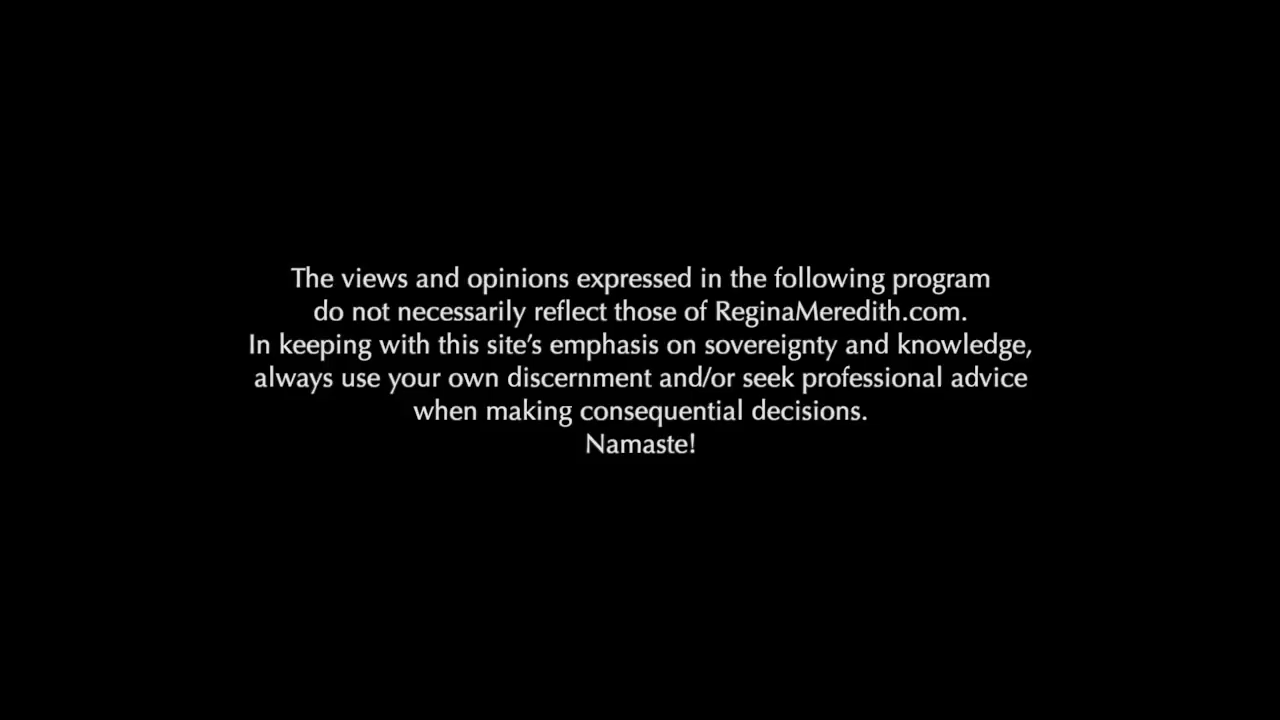 The views and opinions expressed in the following program
do not necessarily reflect those of ReginaMeredith.com.
In keeping with this site’s emphasis on sovereignty and knowledge,
always use your own discernment and/or seek professional advice
when making consequential decisions.
Namaste!